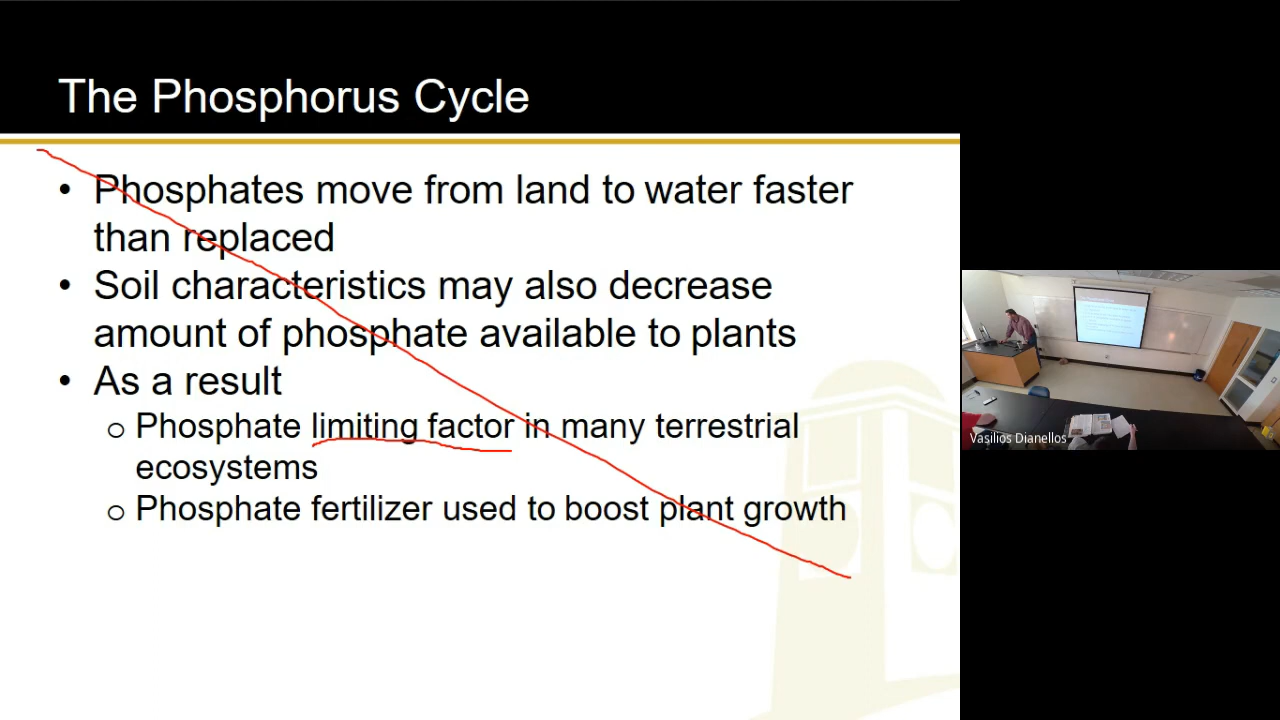 The Phosphorus Cycle
• Phosphates move from land to water faster
than replaced
• Soil characteristics may also decrease
amount of phosphate available to plants
• As a result
o Phosphate limiting factor in many terrestrial
ecosystems
o Phosphate fertilizer used to boost plant growth
Vasilios Dianellos